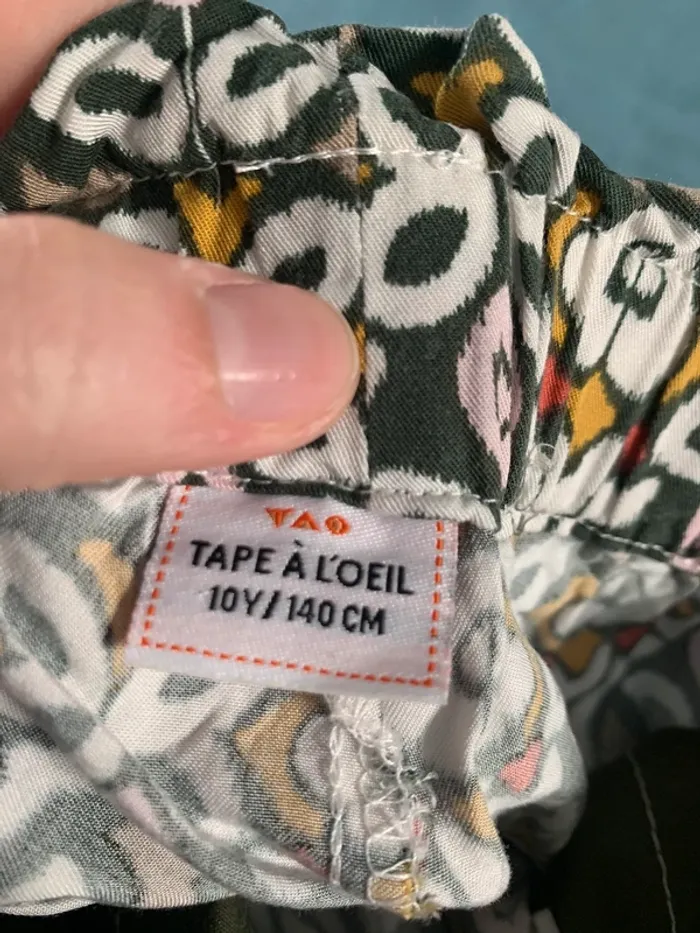 TAO
TAPE À L'OEIL
10Y/140 CM